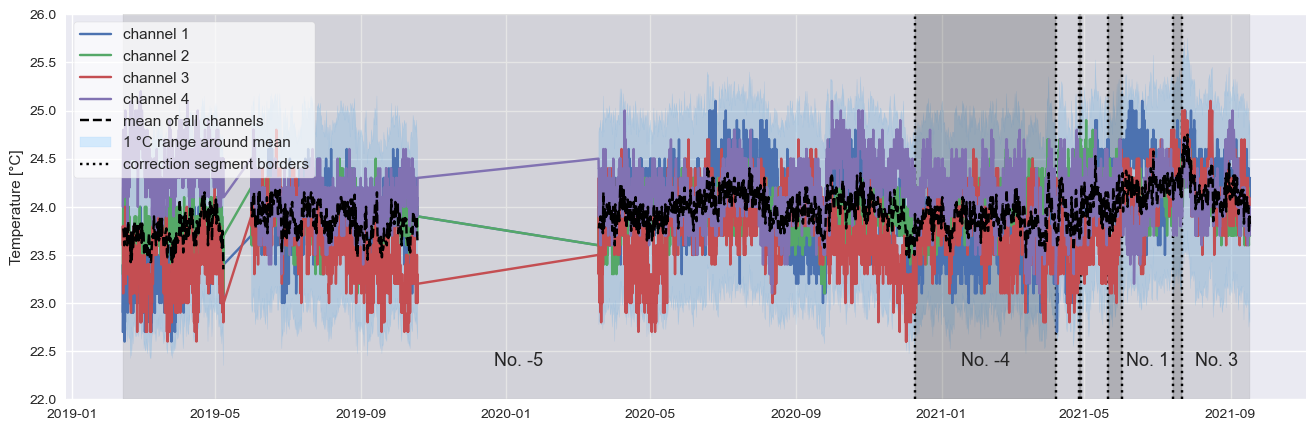 26.0
25.5
25.0
24.5
24.0
23.5
23.0
22.5
22.0
Temperature [°C]
channel 1
channel 2
channel 3
channel 4
mean of all channels
1 °C range around mean
correction segment borders
No. -5
No. -4
No. 1
No. 3
2019-01
2019-05
2019-09
2020-01
2020-05
2020-09
2021-01
2021-05
2021-09